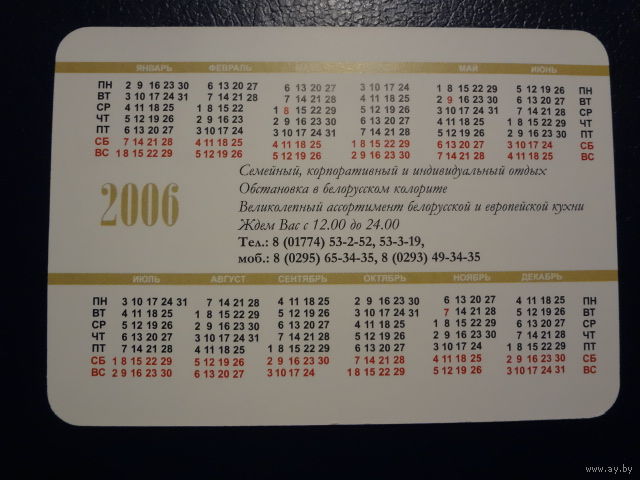 ЯНВАРЬ ФЕВРАЛЬ МАЙ ИЮНЬ
ПН 2 9 16 23 30 6 13 20 27 6 13 20 27 3 10 17 24 1 8 15 22 29 5 12 19 26 ПН
ВТ 3 10 17 24 31 7 14 21 28 7 14 21 28 4 11 18 25 2 9 16 23 30 6 13 20 27 ВТ
СР 4 11 18 25 1 8 15 22 1 8 15 22 29 5 12 19 26 3 10 17 24 31 7 14 21 28 СР
ЧТ 5 12 19 26 2 9 16 23 2 9 16 23 30 6 13 20 27 4 11 18 25 1 8 15 22 29 ЧТ
ПТ 6 13 20 27 3 10 17 24 3 10 17 24 31 7 14 21 28 5 12 19 26 2 9 16 23 30 ПТ
СБ 7 14 21 28 4 11 18 25 4 11 18 25 1 8 15 22 29 6 13 20 27 3 10 17 24 СБ
ВС 1 8 15 22 29 5 12 19 26 5 12 19 26 2 9 16 23 30 7 14 21 28 4 11 18 25 ВС
2006
Семейный, корпоративный и индивидуальный отдых
Обстановка в белорусском колорите
Великолепный ассортимент белорусской и европейской кухни
Ждем Вас с 12.00 до 24.00
Тел.: 8 (01774) 53-2-52, 53-3-19,
моб.: 8 (0295) 65-34-35, 8 (0293) 49-34-35
ИЮЛЬ АВГУСТ СЕНТЯБРЬ ОКТЯБРЬ НОЯБРЬ ДЕКАБРЬ
ПН 3 10 17 24 31 7 14 21 28 4 11 18 25 2 9 16 23 30 6 13 20 27 4 11 18 25 ПН
ВТ 4 11 18 25 1 8 15 22 29 5 12 19 26 3 10 17 24 31 7 14 21 28 5 12 19 26 ВТ
СР 5 12 19 26 2 9 16 23 30 6 13 20 27 4 11 18 25 1 8 15 22 29 6 13 20 27 СР
ЧТ 6 13 20 27 3 10 17 24 31 7 14 21 28 5 12 19 26 2 9 16 23 30 7 14 21 28 ЧТ
ПТ 7 14 21 28 4 11 18 25 1 8 15 22 29 6 13 20 27 3 10 17 24 1 8 15 22 29 ПТ
СБ 1 8 15 22 29 5 12 19 26 2 9 16 23 30 7 14 21 28 4 11 18 25 2 9 16 23 30 СБ
ВС 2 9 16 23 30 6 13 20 27 3 10 17 24 1 8 15 22 29 5 12 19 26 3 10 17 24 31 ВС
www.ay.by